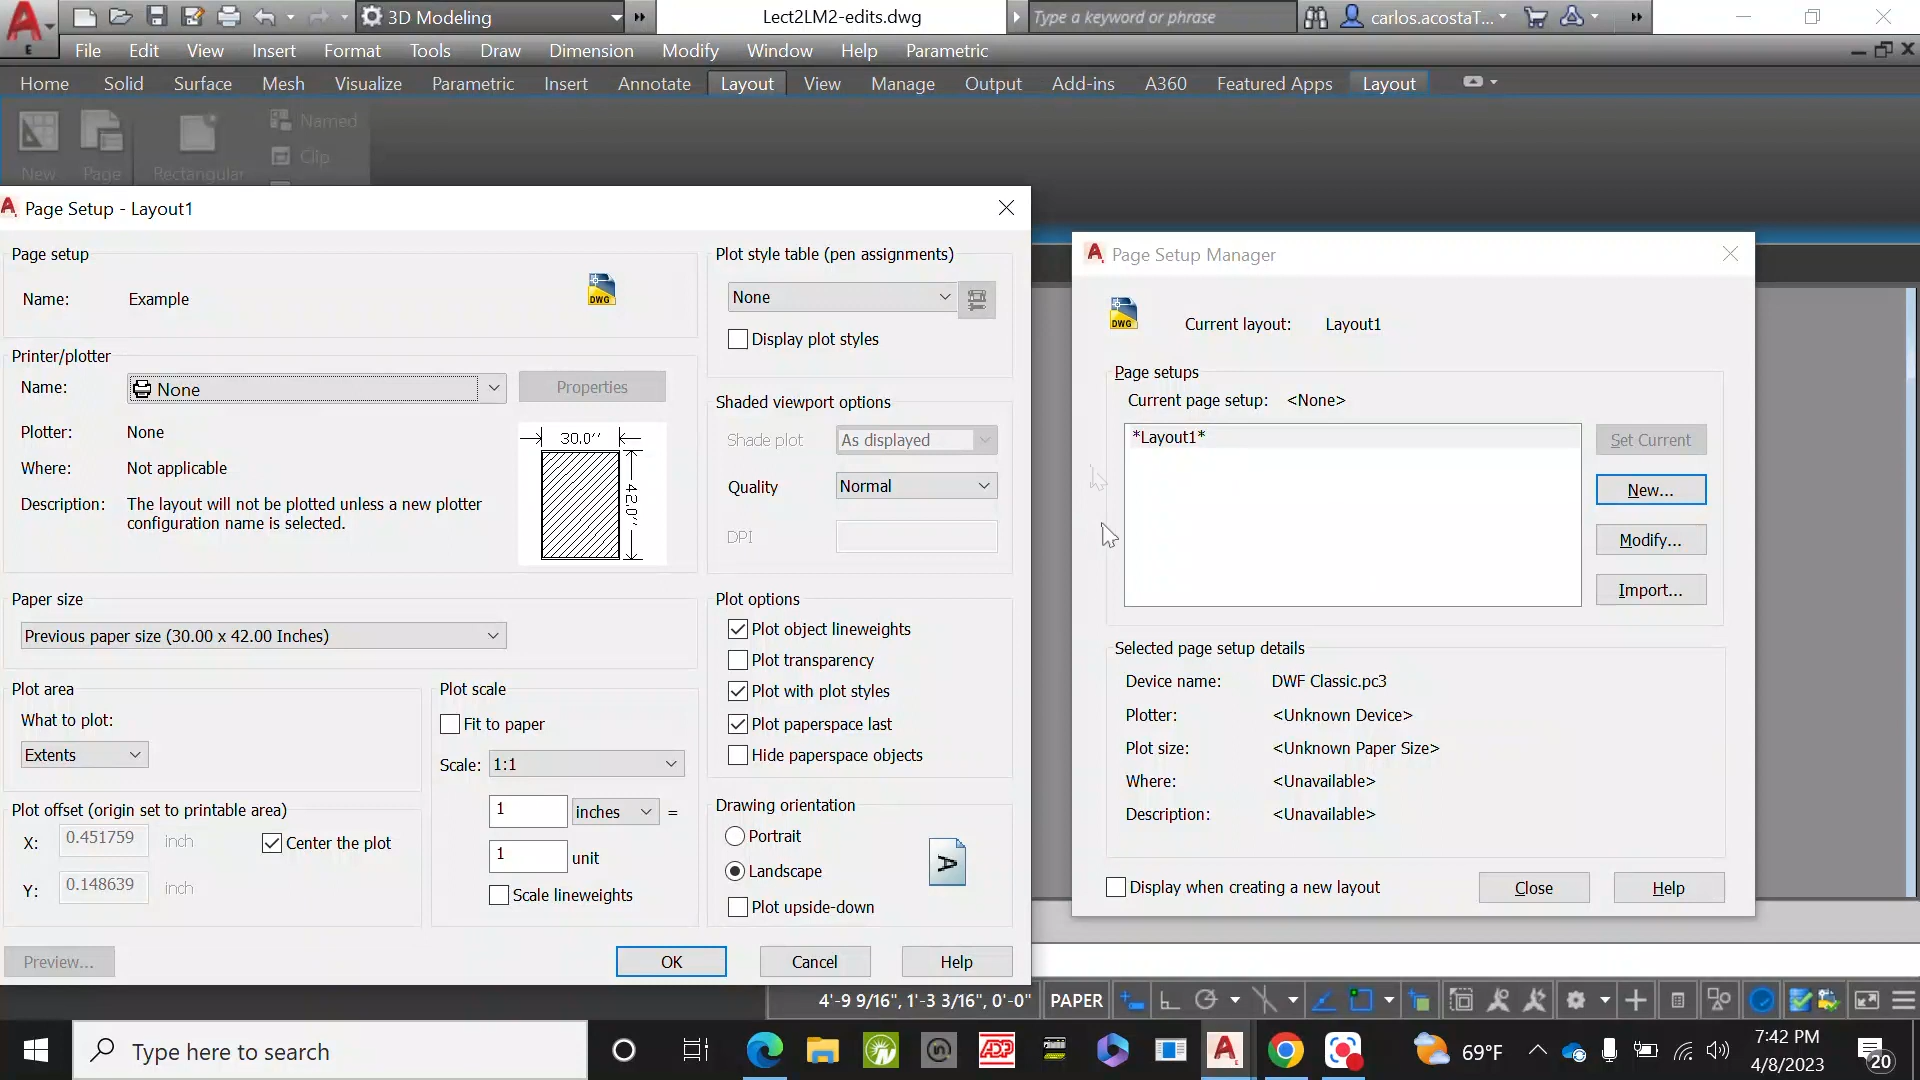 3D Modeling
Lect2LM2-edits.dwg
Type a keyword or phrase
carlos.acostaT...
E
File Edit View Insert Format Tools Draw Dimension Modify Window Help Parametric
Home Solid Surface Mesh Visualize Parametric Insert Annotate Layout View Manage Output Add-ins A360 Featured Apps Layout
Named
Clip
New Page Rectangular
Page Setup - Layout1
Page setup
Name: Example
DWG
Printer/plotter
Name: None
Properties
Plotter: None
Where: Not applicable
Description: The layout will not be plotted unless a new plotter
configuration name is selected.
30.0''
42.0''
Paper size
Previous paper size (30.00 x 42.00 Inches)
Plot area
What to plot:
Extents
Plot offset (origin set to printable area)
X: 0.451759 inch
Center the plot
Y: 0.148639 inch
Plot scale
Fit to paper
Scale: 1:1
1 inches =
1 unit
Scale lineweights
Plot style table (pen assignments)
None
Display plot styles
Shaded viewport options
Shade plot As displayed
Quality Normal
DPI
Plot options
Plot object lineweights
Plot transparency
Plot with plot styles
Plot paperspace last
Hide paperspace objects
Drawing orientation
Portrait
Landscape
A
Plot upside-down
Preview...
OK Cancel Help
Page Setup Manager
DWG
Current layout: Layout1
Page setups
Current page setup: <None>
*Layout1*
Set Current
New...
Modify...
Import...
Selected page setup details
Device name: DWF Classic.pc3
Plotter: <Unknown Device>
Plot size: <Unknown Paper Size>
Where: <Unavailable>
Description: <Unavailable>
Display when creating a new layout
Close Help
4'-9 9/16", 1'-3 3/16", 0'-0" PAPER
Type here to search
ADP
69°F
7:42 PM
4/8/2023
20